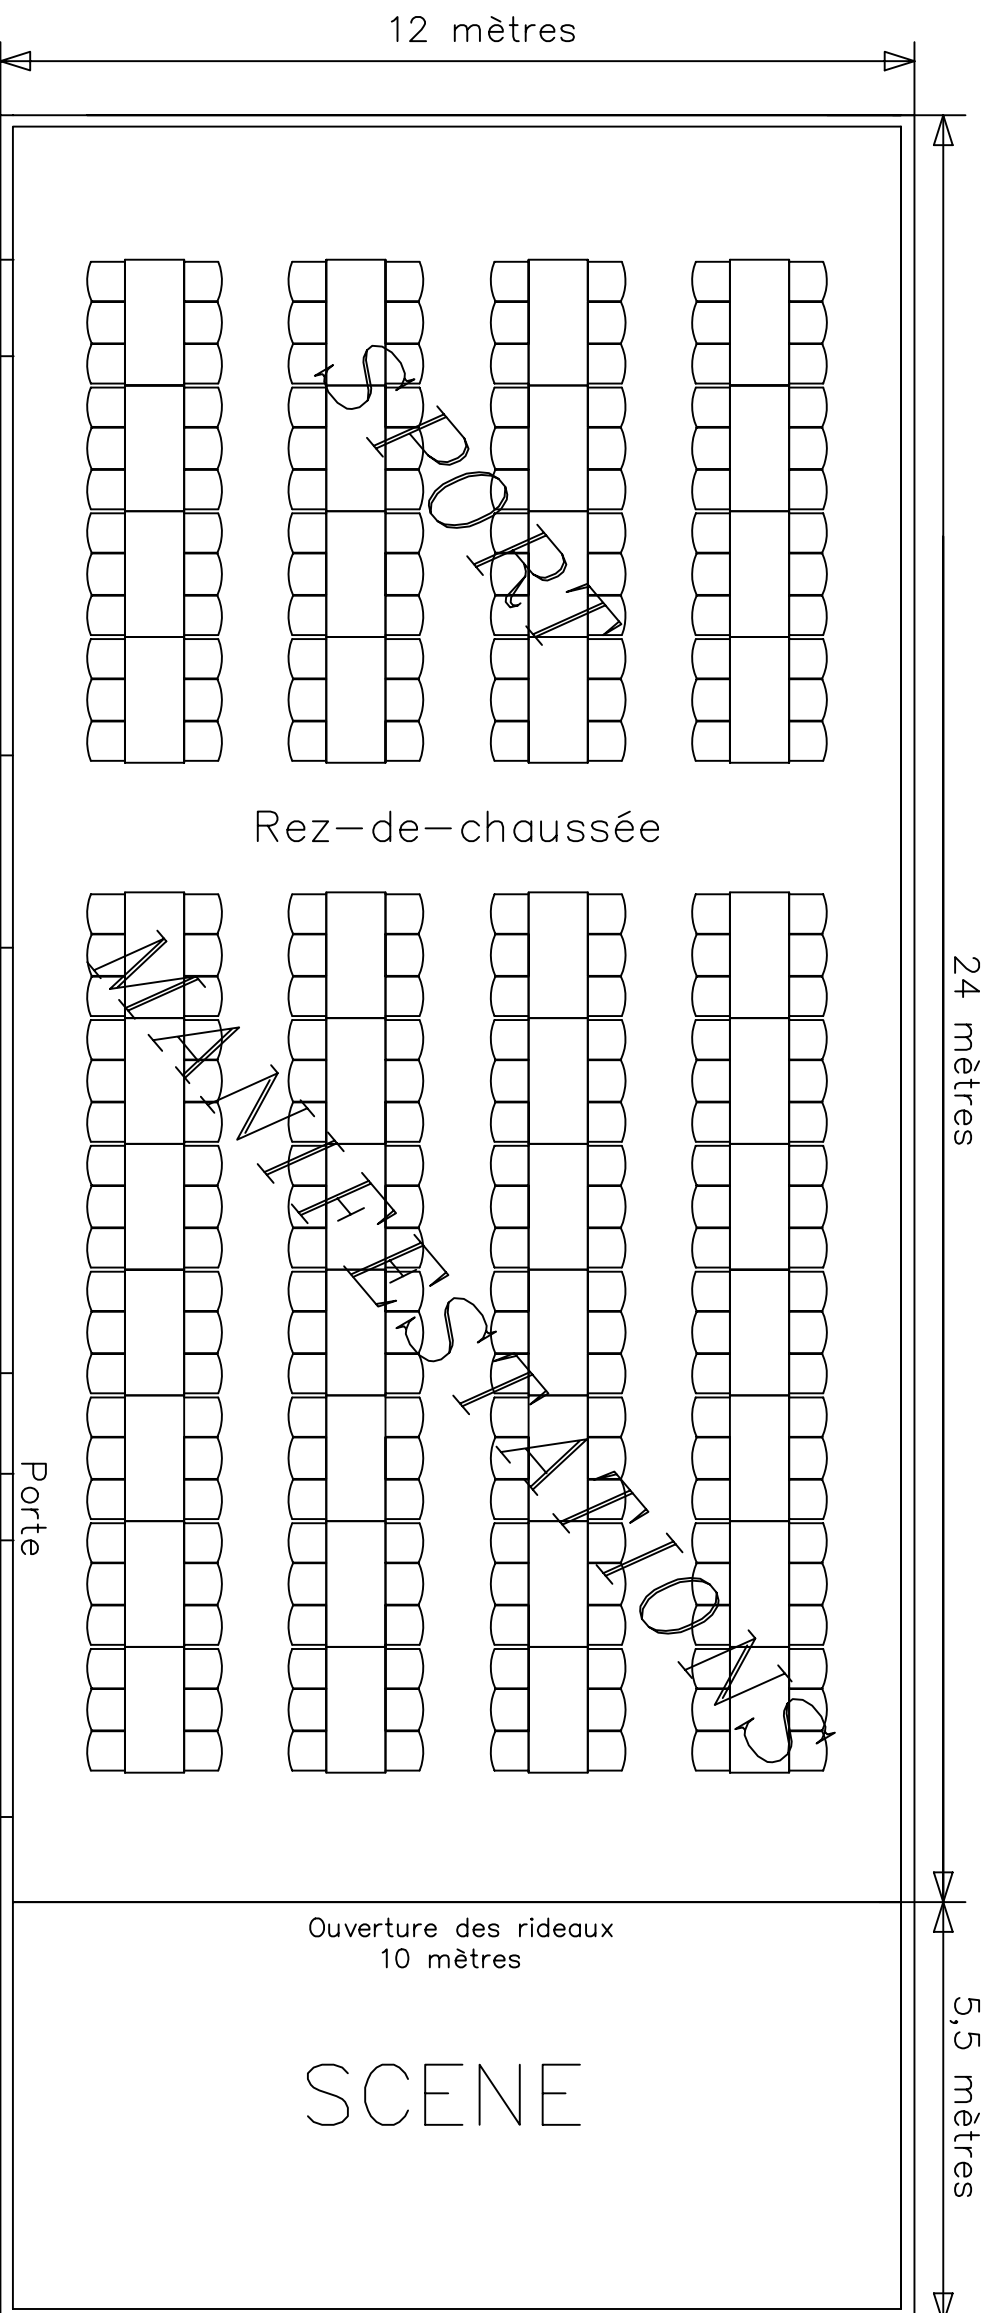 12 mètres
SPORT
Rez-de-chaussée
24 mètres
MANIFESTATIONS
Porte
Ouverture des rideaux
10 mètres
5,5 mètres
SCENE